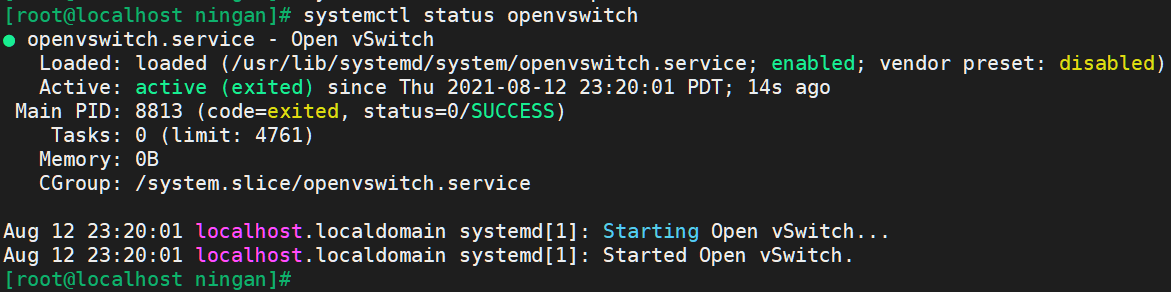 [root@localhost ningan]# systemctl status openvswitch
● openvswitch.service - Open vSwitch
   Loaded: loaded (/usr/lib/systemd/system/openvswitch.service; enabled; vendor preset: disabled)
   Active: active (exited) since Thu 2021-08-12 23:20:01 PDT; 14s ago
 Main PID: 8813 (code=exited, status=0/SUCCESS)
    Tasks: 0 (limit: 4761)
   Memory: 0B
   CGroup: /system.slice/openvswitch.service

Aug 12 23:20:01 localhost.localdomain systemd[1]: Starting Open vSwitch...
Aug 12 23:20:01 localhost.localdomain systemd[1]: Started Open vSwitch.
[root@localhost ningan]#